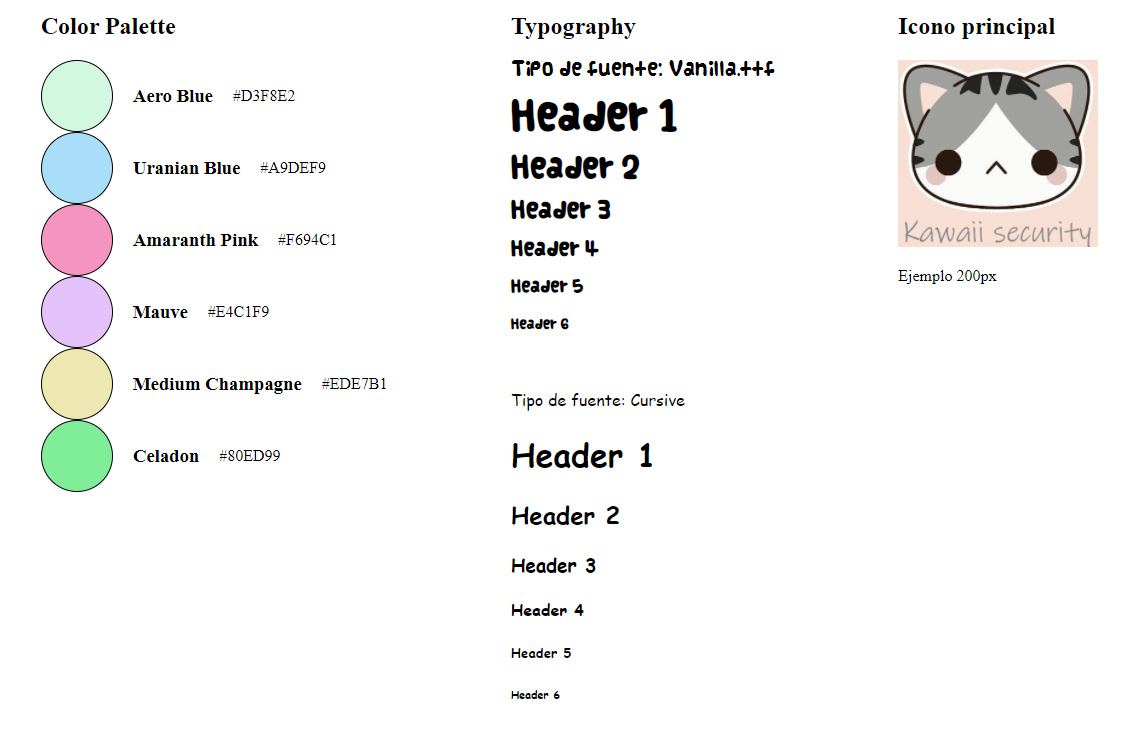 Color Palette
Aero Blue #D3F8E2
Uranian Blue #A9DEF9
Amaranth Pink #F694C1
Mauve #E4C1F9
Medium Champagne #EDE7B1
Celadon #80ED99
Typography
Tipo de fuente: Vanilla.ttf
Header 1
Header 2
Header 3
Header 4
Header 5
Header 6
Tipo de fuente: Cursive
Header 1
Header 2
Header 3
Header 4
Header 5
Header 6
Icono principal
Kawaii security
Ejemplo 200px